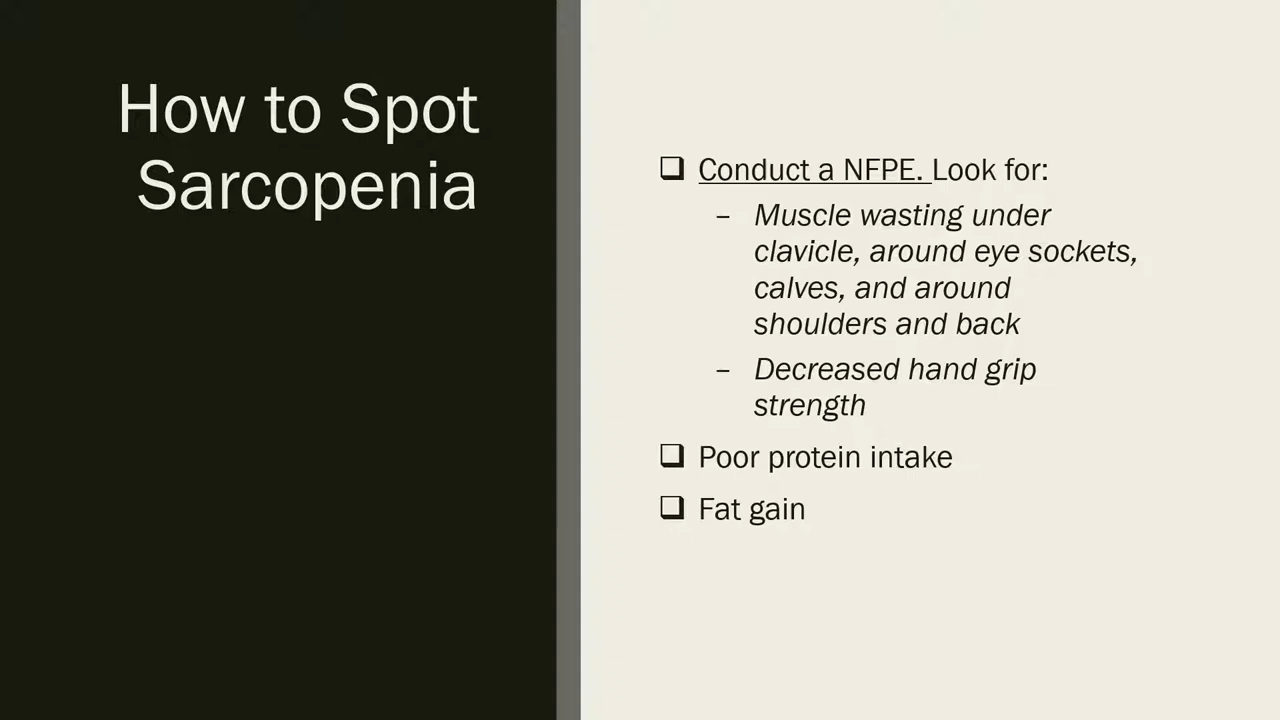 How to Spot
Sarcopenia
❑ Conduct a NFPE. Look for:
– Muscle wasting under
clavicle, around eye sockets,
calves, and around
shoulders and back
– Decreased hand grip
strength
❑ Poor protein intake
❑ Fat gain